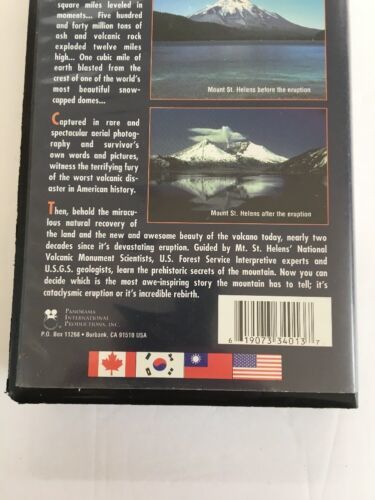 square miles leveled in
moments... Five hundred
and forty million tons of
ash and volcanic rock
exploded twelve miles
high... One cubic mile of
earth blasted from the
crest of one of the world's
most beautiful snow-
capped domes...
Mount St. Helens before the eruption
Captured in rare and
spectacular aerial photog-
raphy and survivor's
own words and pictures,
witness the terrifying fury
of the worst volcanic dis-
aster in American history.
Mount St. Helens after the eruption
Then, behold the miracu-
lous natural recovery of
the land and the new and awesome beauty of the volcano today, nearly two
decades since it's devastating eruption. Guided by Mt. St. Helens' National
Volcanic Monument Scientists, U.S. Forest Service Interpretive experts and
U.S.G.S. geologists, learn the prehistoric secrets of the mountain. Now you can
decide which is the most awe-inspiring story the mountain has to tell; it's
cataclysmic eruption or it's incredible rebirth.
PANORAMA
INTERNATIONAL
PRODUCTIONS, INC.
P.O. Box 11268 • Burbank, CA 91510 USA
6 19073 34013 7